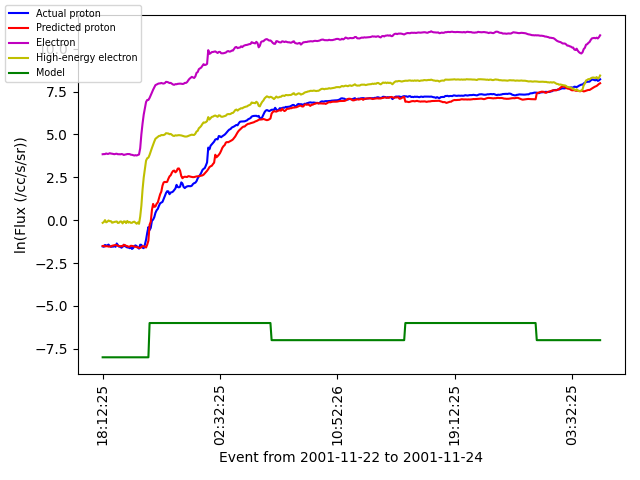 Actual proton
Predicted proton
Electron
High-energy electron
Model
10.0
7.5
5.0
2.5
0.0
−2.5
−5.0
−7.5
ln(Flux (/cc/s/sr))
18:12:25
02:32:25
10:52:26
19:12:25
03:32:25
Event from 2001-11-22 to 2001-11-24